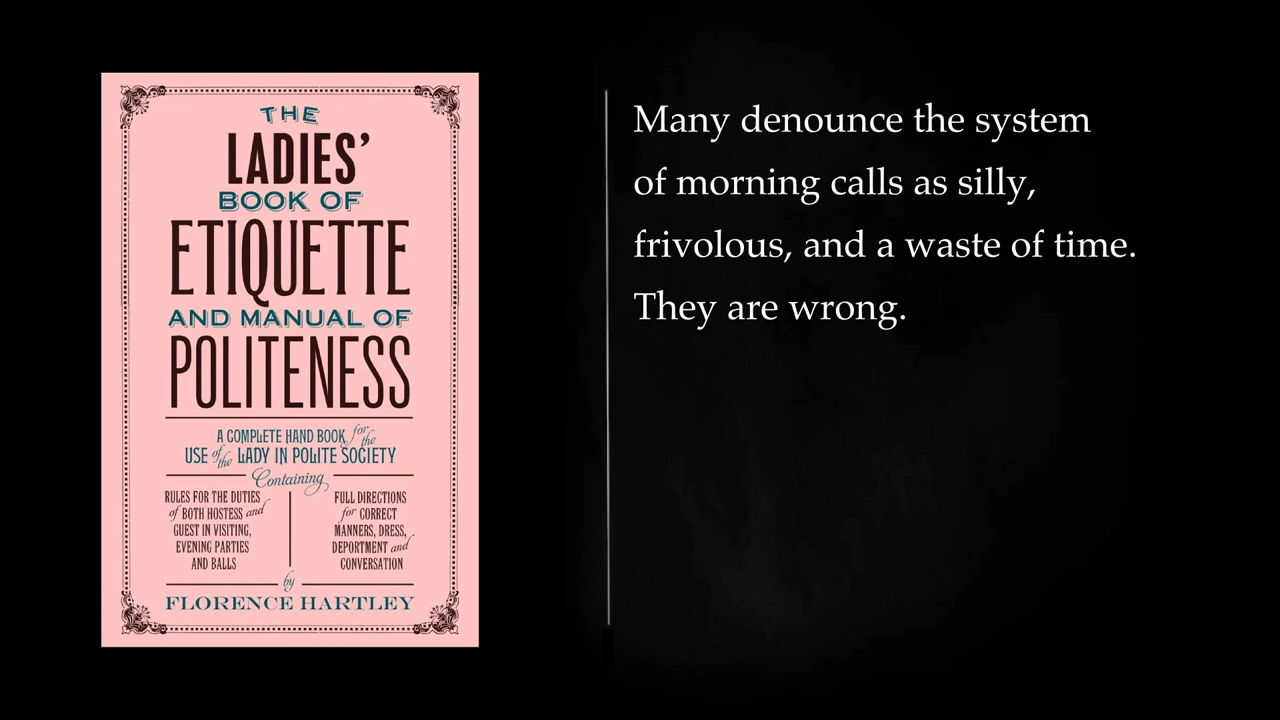 THE
LADIES'
BOOK OF
ETIQUETTE
AND MANUAL OF
POLITENESS
A COMPLETE HAND BOOK for the
USE of the LADY IN POLITE SOCIETY
Containing
RULES FOR THE DUTIES
of BOTH HOSTESS and
GUEST IN VISITING,
EVENING PARTIES
AND BALLS
FULL DIRECTIONS
for CORRECT
MANNERS, DRESS,
DEPORTMENT and
CONVERSATION
by
FLORENCE HARTLEY
Many denounce the system
of morning calls as silly,
frivolous, and a waste of time.
They are wrong.